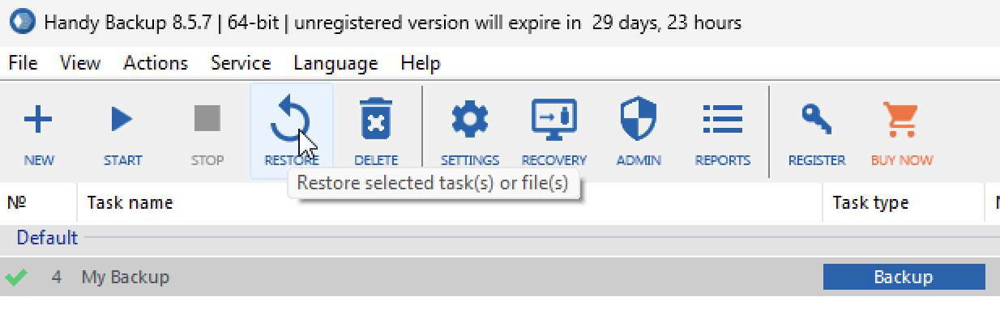 Handy Backup 8.5.7 | 64-bit | unregistered version will expire in 29 days, 23 hours
File View Actions Service Language Help
NEW START STOP RESTORE DELETE SETTINGS RECOVERY ADMIN REPORTS REGISTER BUY NOW
Restore selected task(s) or file(s)
№ Task name Task type
Default
4 My Backup Backup